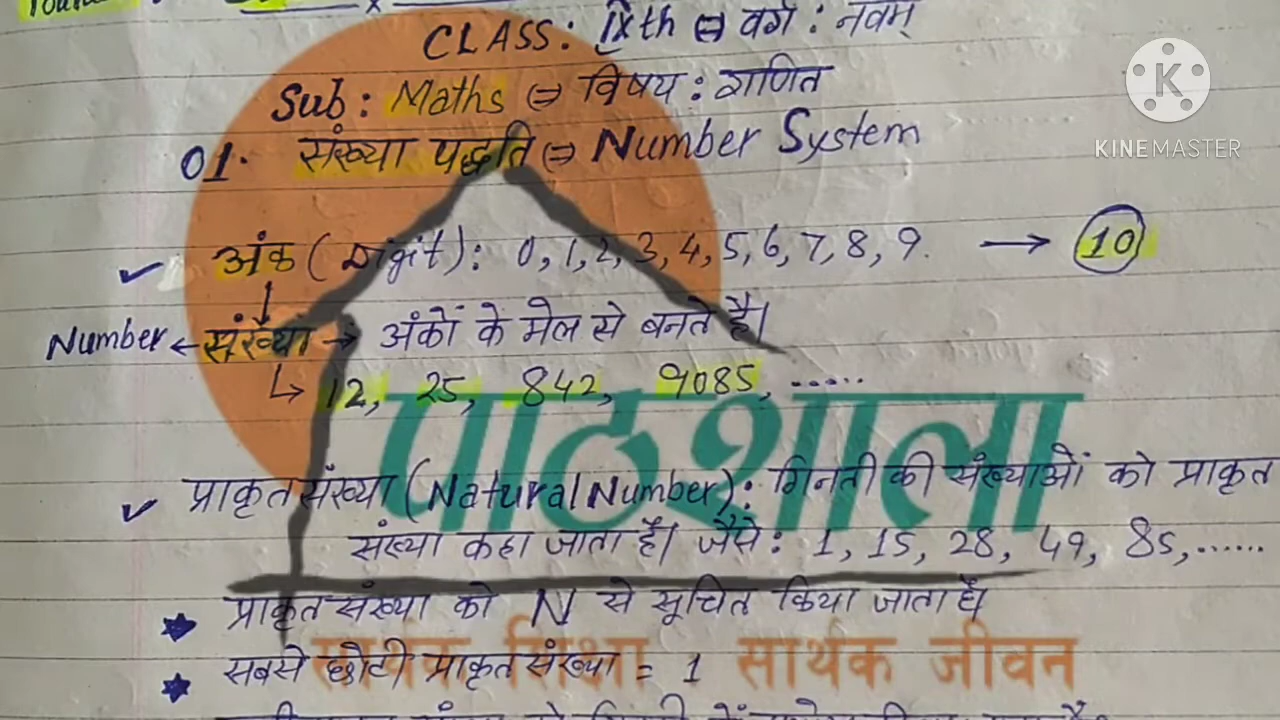 CLASS: IXth ⇒ वर्ग : नवम्
Sub: Maths ⇒ विषय : गणित
01. संख्या पद्धति ⇒ Number System
अंक (Digit): 0, 1, 2, 3, 4, 5, 6, 7, 8, 9. → 10
Number ← संख्या → अंकों के मेल से बनते है।
↳ 12, 25, 842, 9085, ......
प्राकृत संख्या (Natural Number): गिनती की संख्याओं को प्राकृत
संख्या कहा जाता है। जैसे: 1, 15, 28, 49, 85, ......
प्राकृत संख्या को N से सूचित किया जाता है।
सबसे छोटी प्राकृत संख्या = 1
पाठशाला
सार्थक जीवन
KINEMASTER